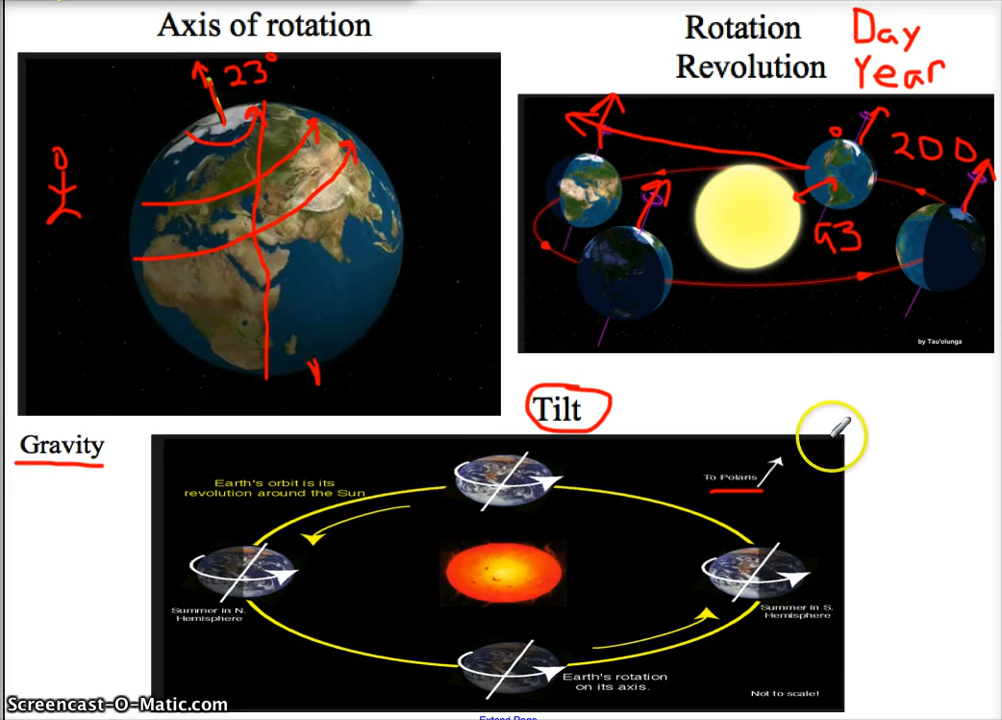 Axis of rotation
Rotation Day
Revolution Year
23°
200
93
by Tau'olunga
Tilt
Gravity
Earth's orbit is its
revolution around the Sun
To Polaris
Summer in N.
Hemisphere
Summer in S.
Hemisphere
Earth's rotation
on its axis.
Not to scale!
Screencast-O-Matic.com
Extend Page